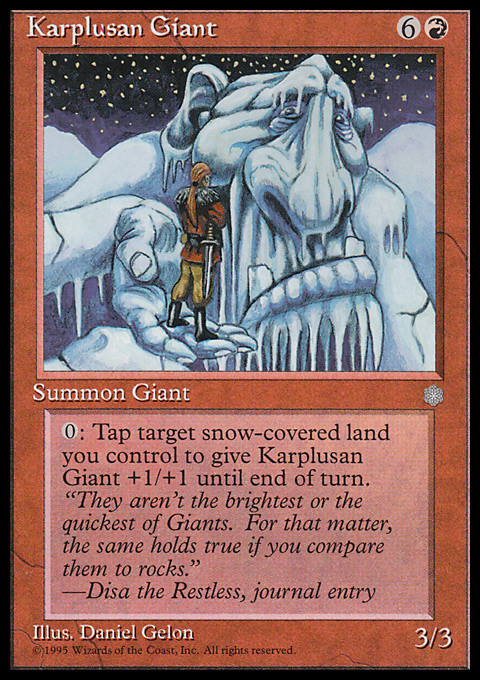 Karplusan Giant 6
Summon Giant
0: Tap target snow-covered land
you control to give Karplusan
Giant +1/+1 until end of turn.
“They aren’t the brightest or the
quickest of Giants. For that matter,
the same holds true if you compare
them to rocks.”
—Disa the Restless, journal entry
Illus. Daniel Gelon
3/3
©1995 Wizards of the Coast, Inc. All rights reserved.